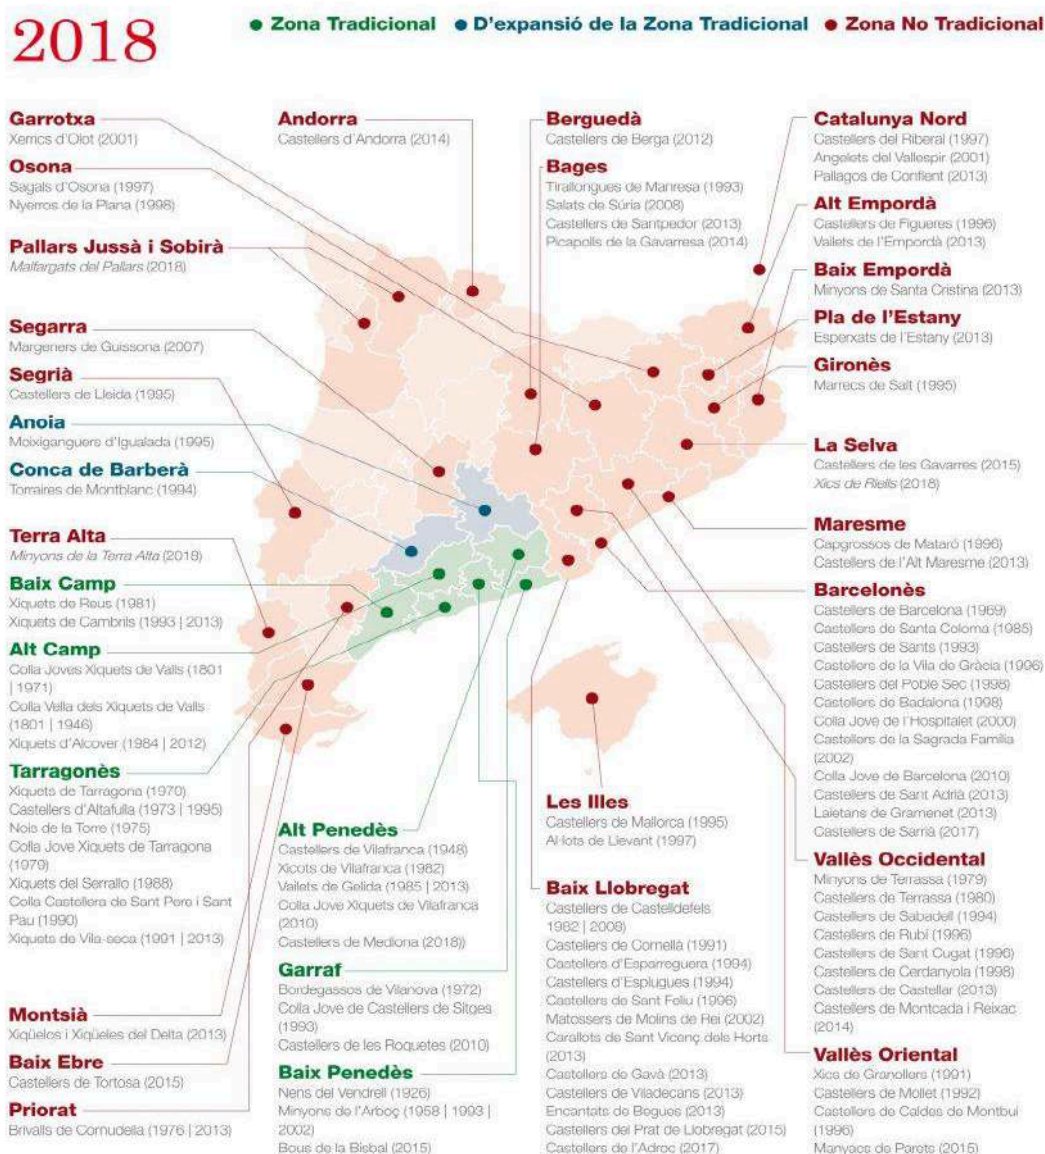 2018
● Zona Tradicional ● D'expansió de la Zona Tradicional ● Zona No Tradicional
Garrotxa
Xerrics d'Olot (2001)
Osona
Sagals d'Osona (1997)
Nyerros de la Plana (1998)
Pallars Jussà i Sobirà
Malfargats del Pallars (2018)
Segarra
Margeners de Guissona (2007)
Segrià
Castellers de Lleida (1995)
Anoia
Moixiganguers d'Igualada (1995)
Conca de Barberà
Torraires de Montblanc (1994)
Terra Alta
Minyons de la Terra Alta (2018)
Baix Camp
Xiquets de Reus (1981)
Xiquets de Cambrils (1993 | 2013)
Alt Camp
Colla Joves Xiquets de Valls (1801
| 1971)
Colla Vella dels Xiquets de Valls
(1801 | 1946)
Xiquets d'Alcover (1984 | 2012)
Tarragonès
Xiquets de Tarragona (1970)
Castellers d'Altafulla (1973 | 1995)
Nois de la Torre (1975)
Colla Jove Xiquets de Tarragona
(1979)
Xiquets del Serrallo (1988)
Colla Castellera de Sant Pere i Sant
Pau (1990)
Xiquets de Vila-seca (1991 | 2013)
Montsià
Xiqüelos i Xiqüeles del Delta (2013)
Baix Ebre
Castellers de Tortosa (2015)
Priorat
Brivalls de Cornudella (1976 | 2013)
Andorra
Castellers d'Andorra (2014)
Alt Penedès
Castellers de Vilafranca (1948)
Xicots de Vilafranca (1982)
Vailets de Gelida (1985 | 2013)
Colla Jove Xiquets de Vilafranca
(2010)
Castellers de Mediona (2018))
Garraf
Bordegassos de Vilanova (1972)
Colla Jove de Castellers de Sitges
(1993)
Castellers de les Roquetes (2010)
Baix Penedès
Nens del Vendrell (1926)
Minyons de l'Arboç (1958 | 1993 |
2002)
Bous de la Bisbal (2015)
Berguedà
Castellers de Berga (2012)
Bages
Tirallongues de Manresa (1993)
Salats de Súria (2008)
Castellers de Santpedor (2013)
Picapolls de la Gavarresa (2014)
Les Illes
Castellers de Mallorca (1995)
Al·lots de Llevant (1997)
Baix Llobregat
Castellers de Castelldefels
1982 | 2008)
Castellers de Cornellà (1991)
Castellers d'Esparreguera (1994)
Castellers d'Esplugues (1994)
Castellers de Sant Feliu (1996)
Matossers de Molins de Rei (2002)
Carallots de Sant Vicenç dels Horts
(2013)
Castellers de Gavà (2013)
Castellers de Viladecans (2013)
Encantats de Begues (2013)
Castellers del Prat de Llobregat (2015)
Castellers de l'Adroc (2017)
Catalunya Nord
Castellers del Riberal (1997)
Angelets del Vallespir (2001)
Pallagos de Conflent (2013)
Alt Empordà
Castellers de Figueres (1996)
Vailets de l'Empordà (2013)
Baix Empordà
Minyons de Santa Cristina (2013)
Pla de l'Estany
Esperxats de l'Estany (2013)
Gironès
Marrecs de Salt (1995)
La Selva
Castellers de les Gavarres (2015)
Xics de Riells (2018)
Maresme
Capgrossos de Mataró (1996)
Castellers de l'Alt Maresme (2013)
Barcelonès
Castellers de Barcelona (1969)
Castellers de Santa Coloma (1985)
Castellers de Sants (1993)
Castellers de la Vila de Gràcia (1996)
Castellers del Poble Sec (1998)
Castellers de Badalona (1998)
Colla Jove de l'Hospitalet (2000)
Castellers de la Sagrada Família
(2002)
Colla Jove de Barcelona (2010)
Castellers de Sant Adrià (2013)
Laietans de Gramenet (2013)
Castellers de Sarrià (2017)
Vallès Occidental
Minyons de Terrassa (1979)
Castellers de Terrassa (1980)
Castellers de Sabadell (1994)
Castellers de Rubí (1996)
Castellers de Sant Cugat (1996)
Castellers de Cerdanyola (1998)
Castellers de Castellar (2013)
Castellers de Montcada i Reixac
(2014)
Vallès Oriental
Xics de Granollers (1991)
Castellers de Mollet (1992)
Castellers de Caldes de Montbui
(1996)
Manyacs de Parets (2015)